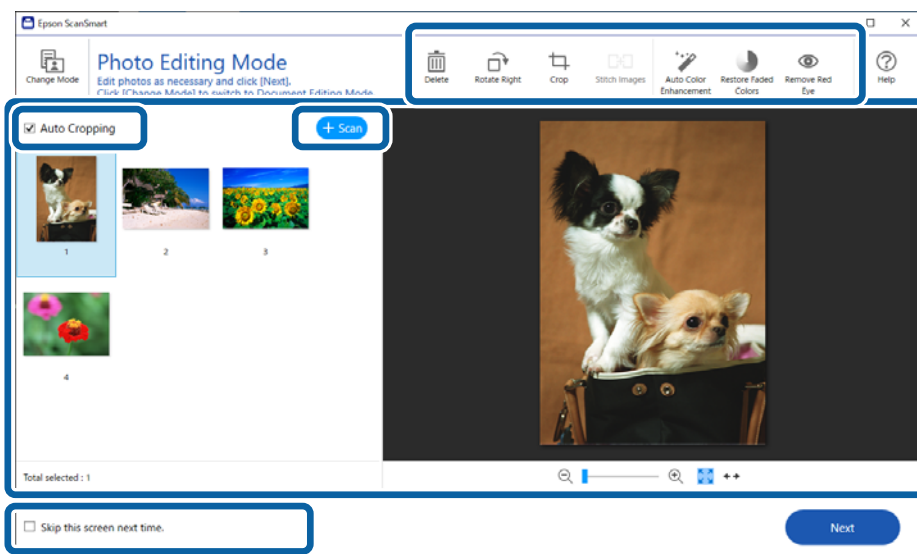 Epson ScanSmart
Change Mode
Photo Editing Mode
Edit photos as necessary and click [Next].
Click [Change Mode] to switch to Document Editing Mode
Delete
Rotate Right
Crop
Stitch Images
Auto Color
Enhancement
Restore Faded
Colors
Remove Red
Eye
Help
Auto Cropping
+ Scan
1
2
3
4
Total selected : 1
Skip this screen next time.
Next